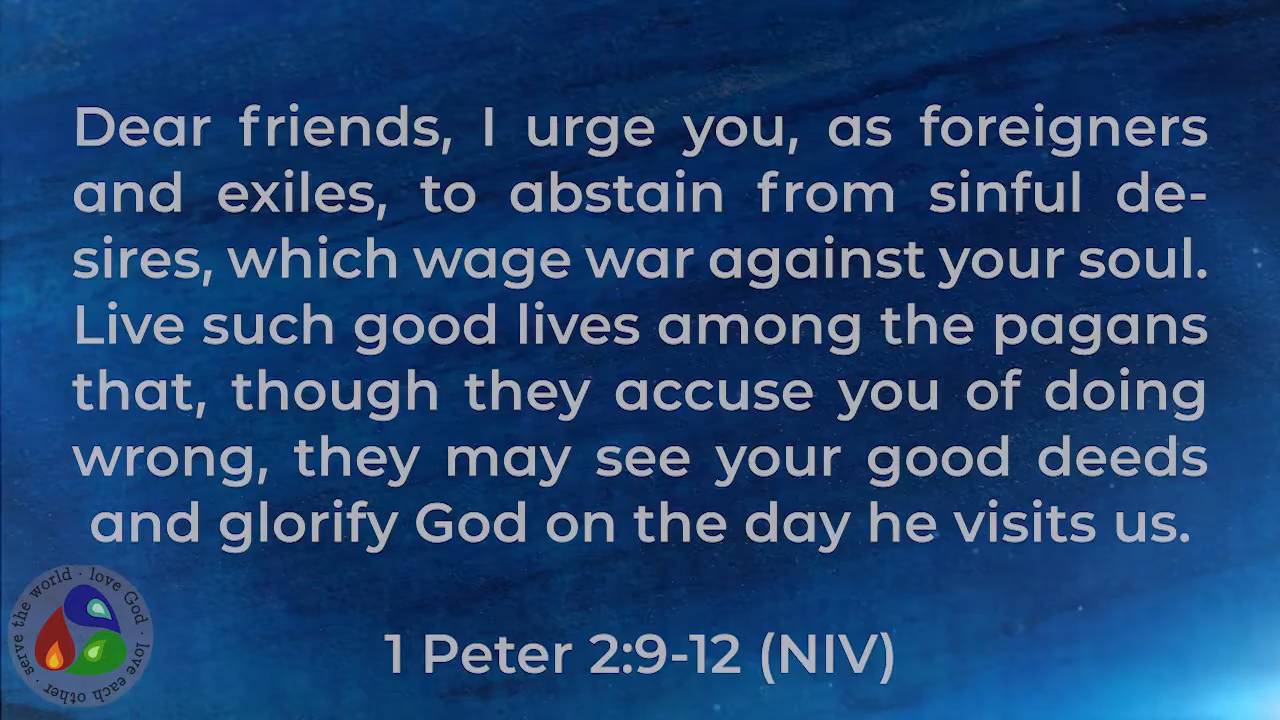 Dear friends, I urge you, as foreigners
and exiles, to abstain from sinful de-
sires, which wage war against your soul.
Live such good lives among the pagans
that, though they accuse you of doing
wrong, they may see your good deeds
and glorify God on the day he visits us.
1 Peter 2:9-12 (NIV)
love God · love each other · serve the world ·